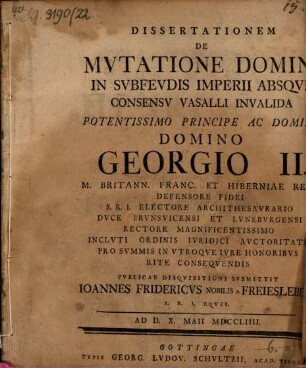 3190/22
DISSERTATIONEM
DE
MVTATIONE DOMIN
IN SVBFEVDIS IMPERII ABSQV
CONSENSV VASALLI INVALIDA
POTENTISSIMO PRINCIPE AC DOMI
DOMINO
GEORGIO II.
M. BRITANN. FRANC. ET HIBERNIAE RE
DEFENSORE FIDEI
S. R. I. ELECTORE ARCHITHESAVRARIO
DVCE BRVNSVICENSI ET LVNEBVRGENSI
RECTORE MAGNIFICENTISSIMO
INCLVTI ORDINIS IVRIDICI AVCTORITAT
PRO SVMMIS IN VTROQVE IVRE HONORIBVS
RITE CONSEQVENDIS
PVBLICAE DISQVISITIONI SVBMITTIT
IOANNES FRIDERICVS NOBILIS A FREIESLEBE
S. R. I. EQVES.
AD D. X. MAII MDCCLIIII.
GOTTINGAE
TYPIS GEORG. LVDOV. SCHVLTZII, ACAD.